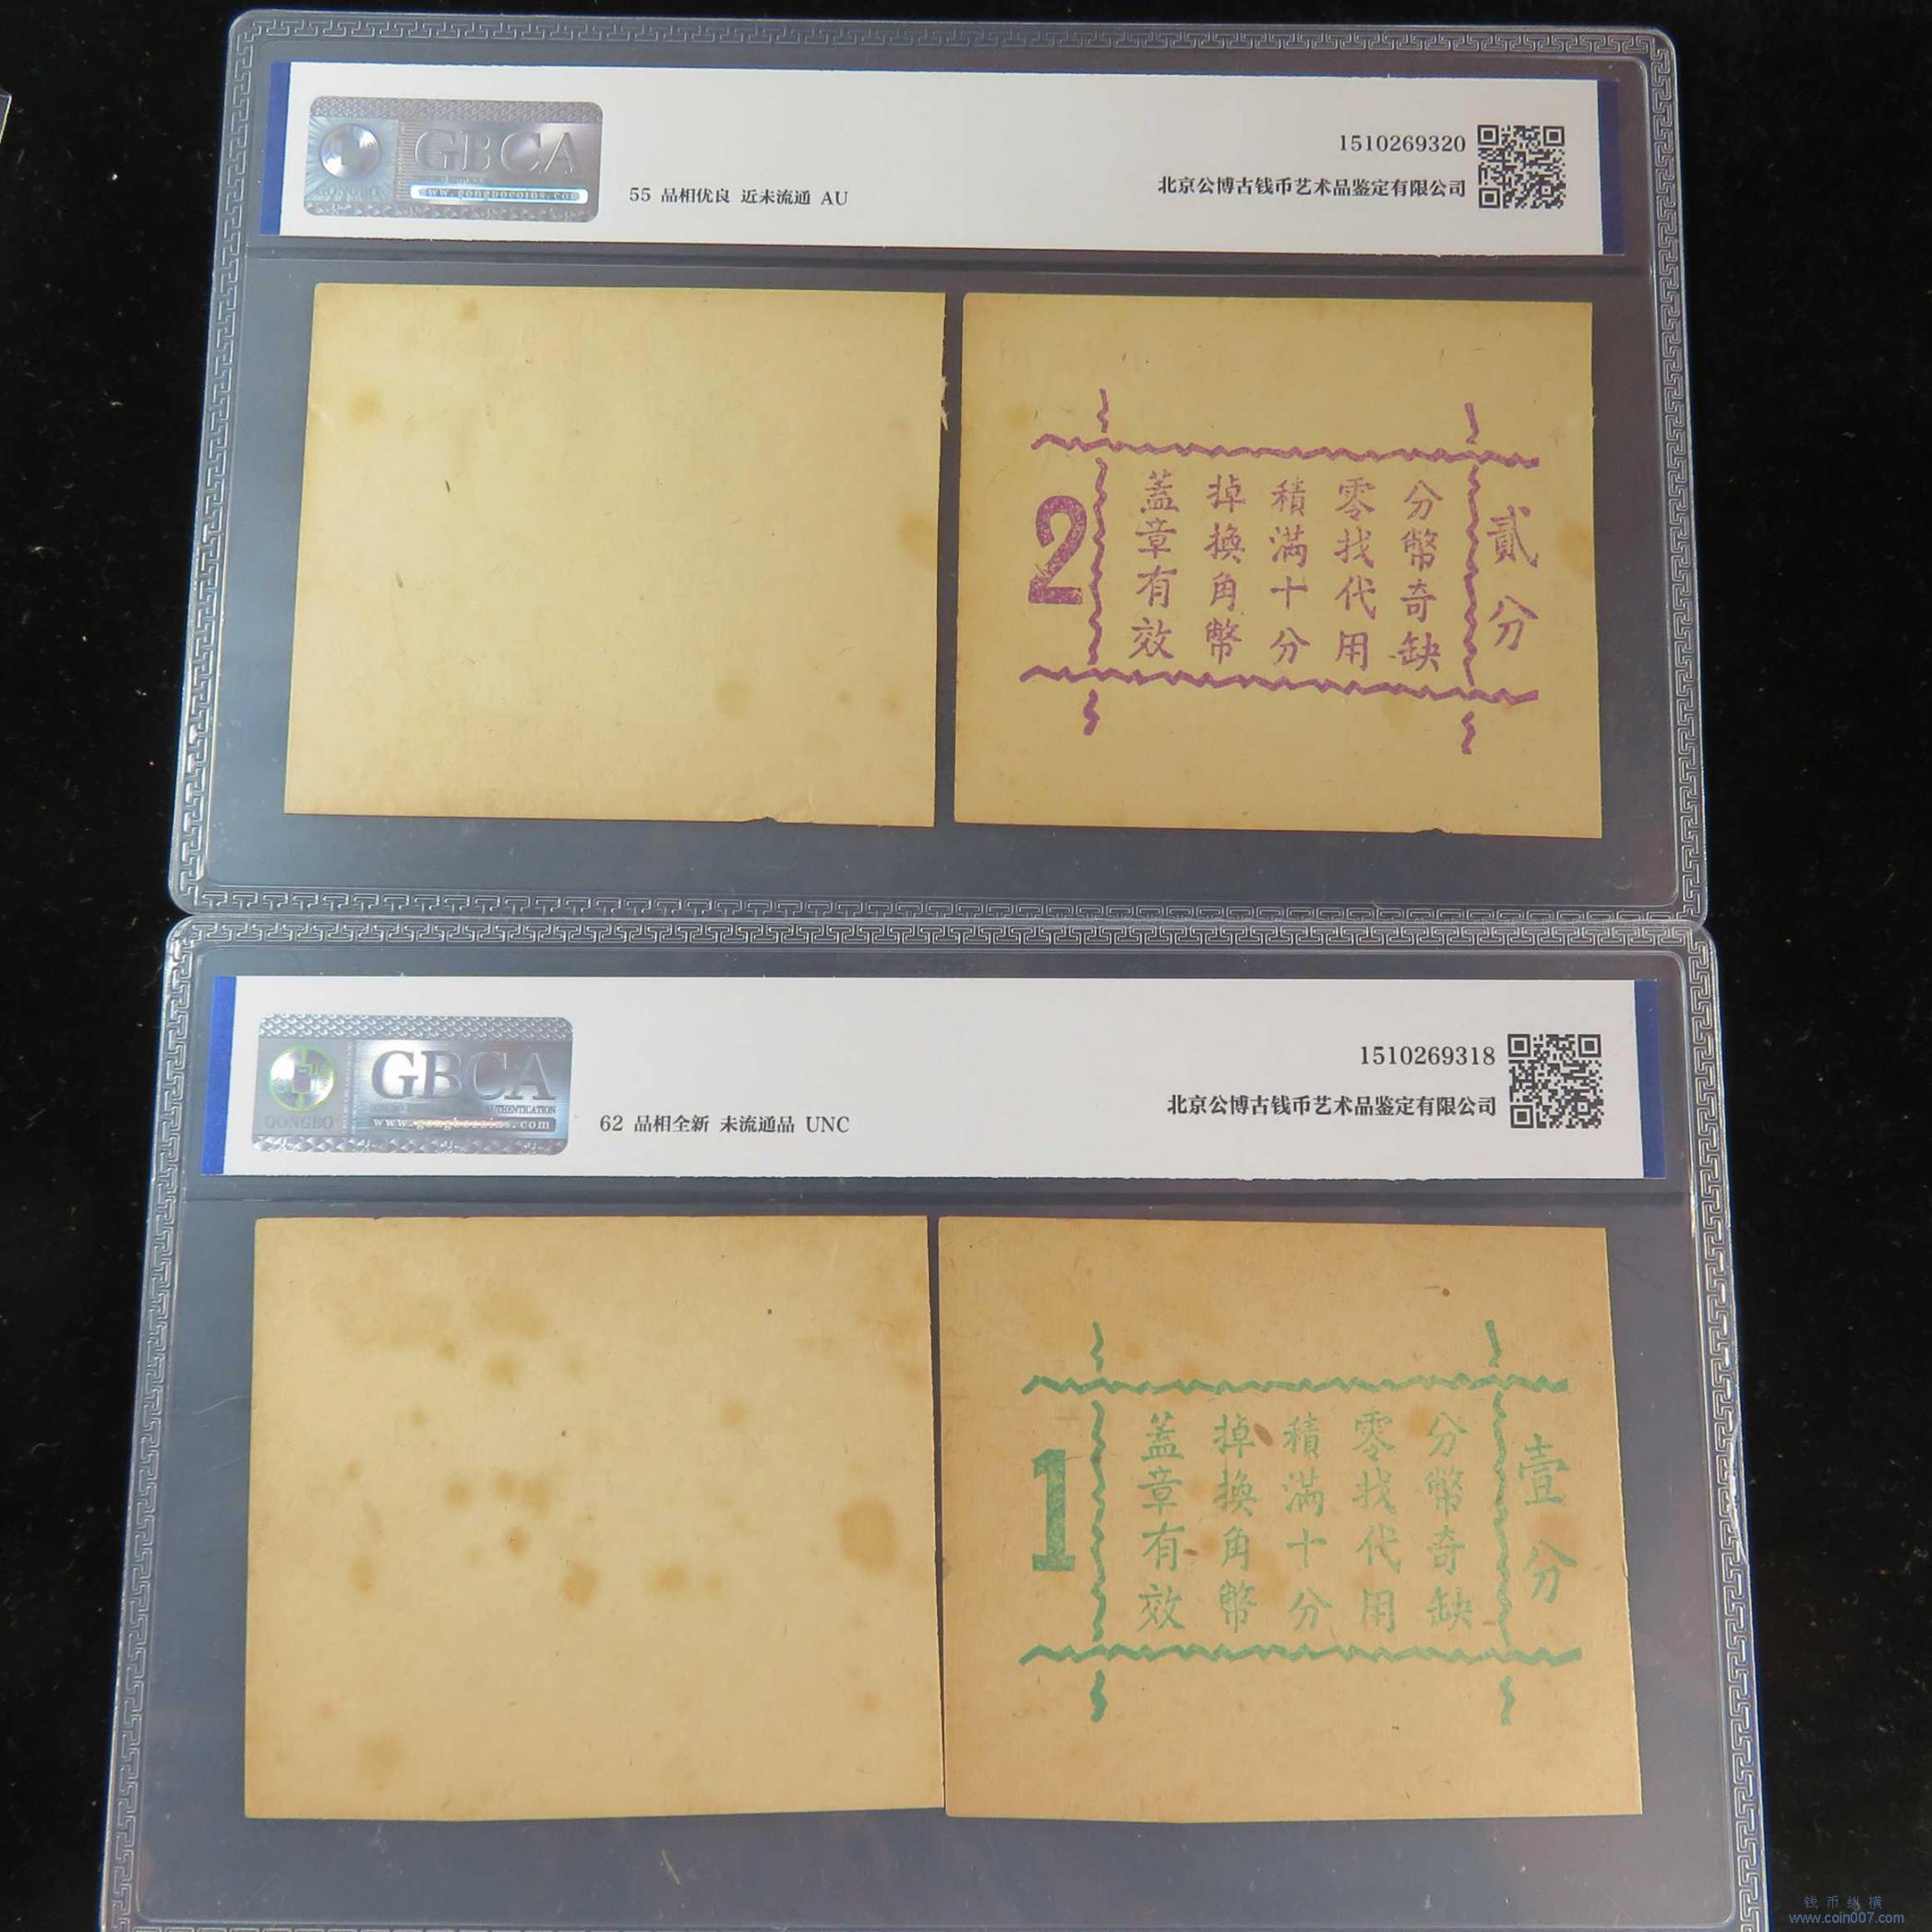 GBCA
GONGBO
www.gongbocoins.com
55 品相优良 近未流通 AU
1510269320
北京公博古钱币艺术品鉴定有限公司
貳分
分幣奇缺
零找代用
積滿十分
掉換角幣
蓋章有效
2
GBCA
AUTHENTICATION
GONGBO
www.gongbocoins.com
62 品相全新 未流通品 UNC
1510269318
北京公博古钱币艺术品鉴定有限公司
壹分
分幣奇缺
零找代用
積滿十分
掉換角幣
蓋章有效
1
钱币纵横
www.coin007.com